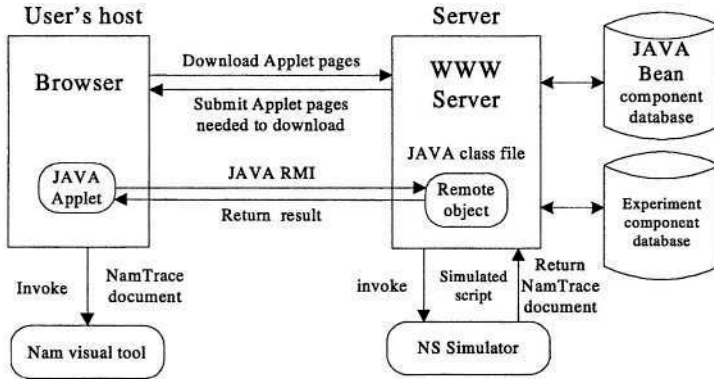 User's host
Server
Browser
Download Applet pages
Submit Applet pages
needed to download
WWW
Server
JAVA
Bean
component
database
JAVA class file
JAVA
Applet
JAVA RMI
Return result
Remote
object
Experiment
component
database
Invoke
NamTrace
document
invoke
Simulated
script
Return
NamTrace
document
Nam visual tool
NS Simulator